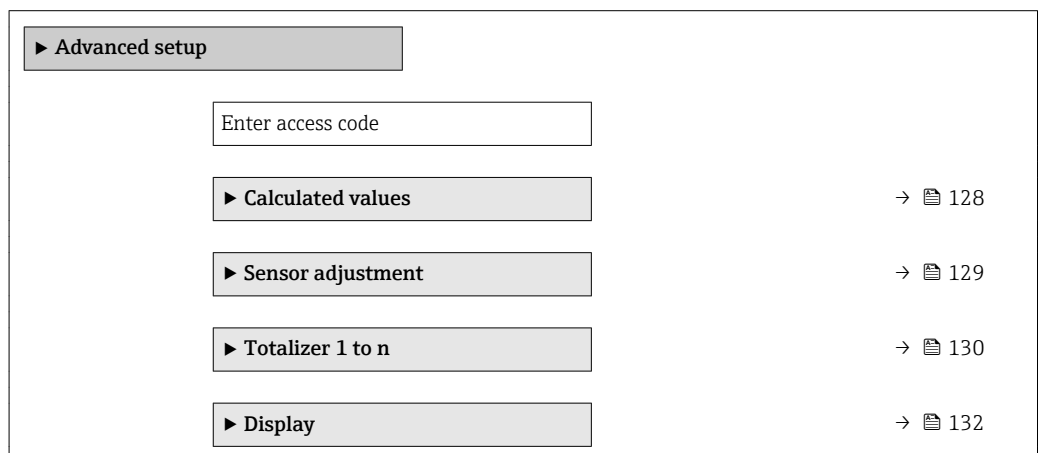 ▶ Advanced setup
Enter access code
▶ Calculated values → 128
▶ Sensor adjustment → 129
▶ Totalizer 1 to n → 130
▶ Display → 132